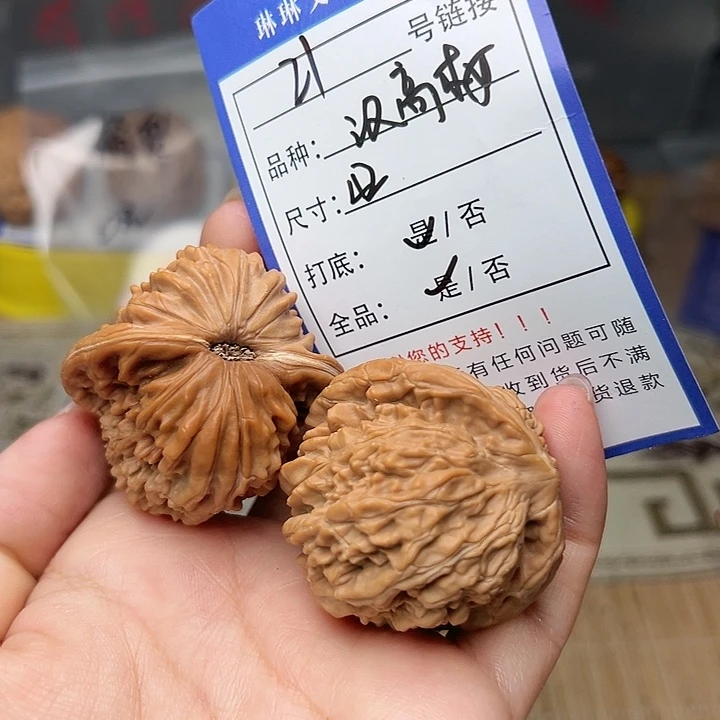 琳琳文
21 号链接
品种：汉高桩
尺寸：42
打底：是/否
全品：是/否
您的支持！！！
有任何问题可随
收到货后不满
货退款